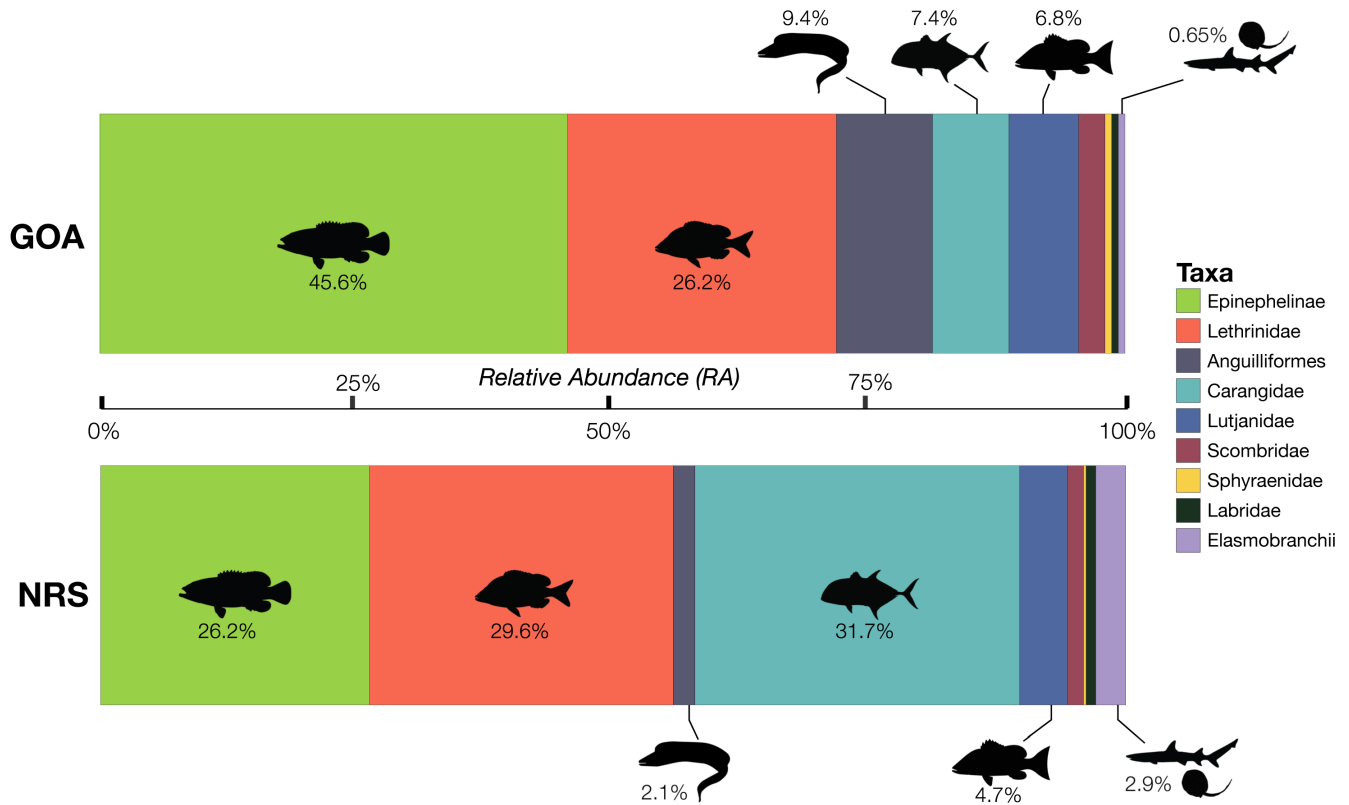 9.4%
7.4%
6.8%
0.65%
GOA
45.6%
26.2%
Relative Abundance (RA)
25%
75%
0%
50%
100%
Taxa
Epinephelinae
Lethrinidae
Anguilliformes
Carangidae
Lutjanidae
Scombridae
Sphyraenidae
Labridae
Elasmobranchii
NRS
26.2%
29.6%
31.7%
2.1%
4.7%
2.9%